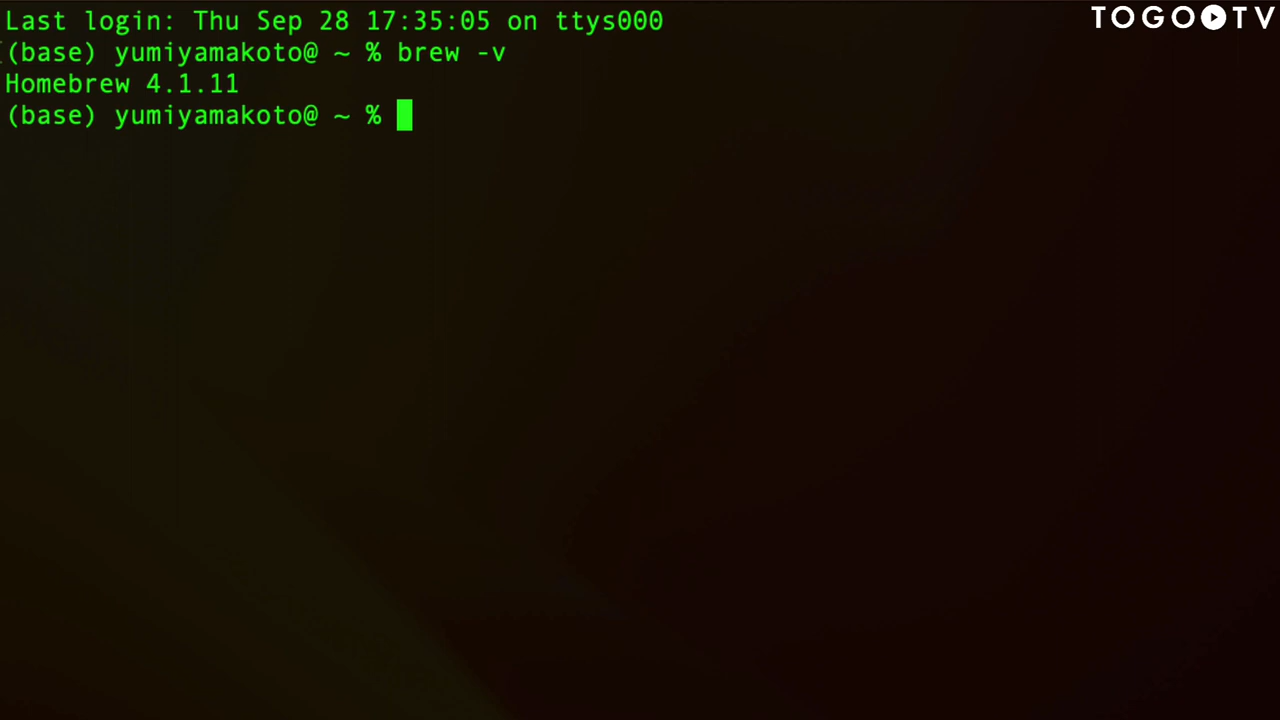 Last login: Thu Sep 28 17:35:05 on ttys000
TOGO TV
(base) yumiyamakoto@ ~ % brew -v
Homebrew 4.1.11
(base) yumiyamakoto@ ~ %